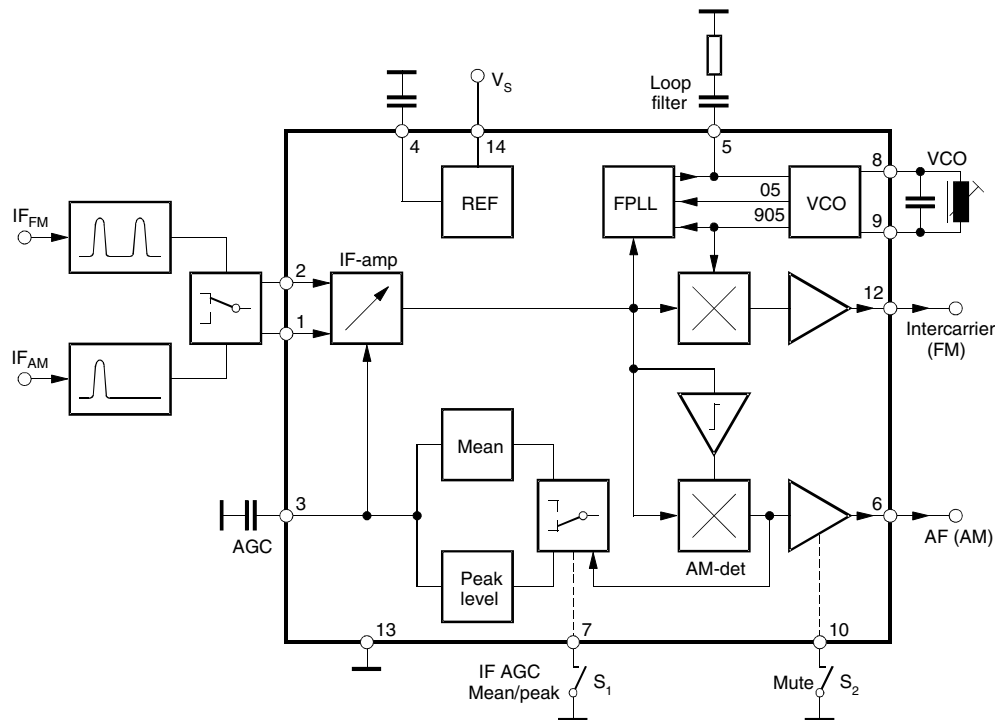 Loop
filter
V_S
4
14
5
8
VCO
REF
FPLL
05
905
VCO
9
IF_FM
IF-amp
2
1
12
Intercarrier
(FM)
IF_AM
Mean
3
AGC
6
AF (AM)
Peak
level
AM-det
13
7
10
IF AGC
Mean/peak
S_1
Mute
S_2